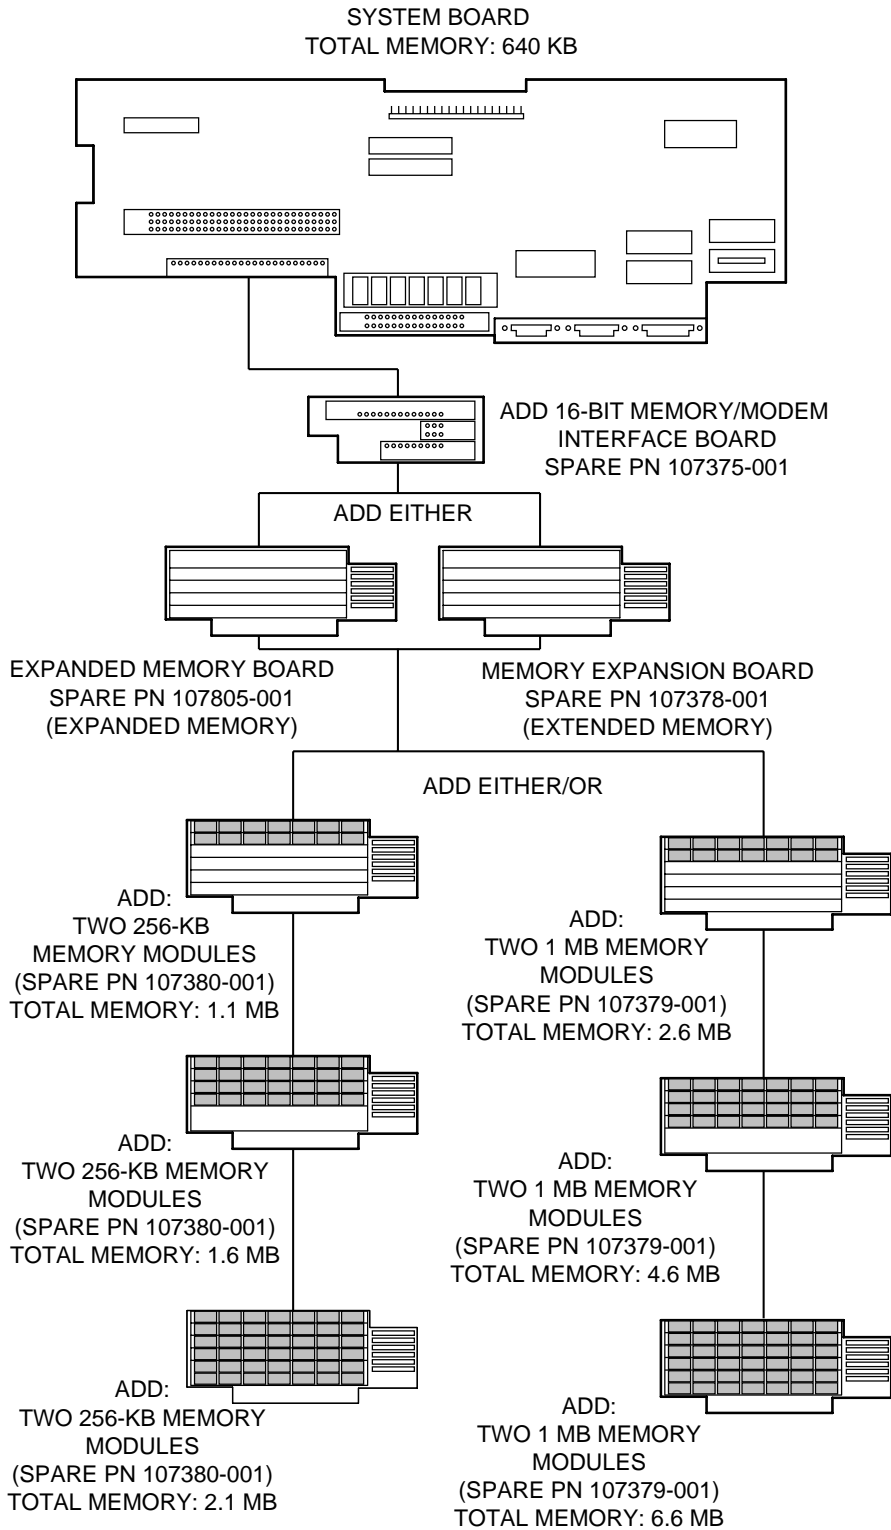 SYSTEM BOARD
TOTAL MEMORY: 640 KB
ADD 16-BIT MEMORY/MODEM
INTERFACE BOARD
SPARE PN 107375-001
ADD EITHER
EXPANDED MEMORY BOARD
SPARE PN 107805-001
(EXPANDED MEMORY)
MEMORY EXPANSION BOARD
SPARE PN 107378-001
(EXTENDED MEMORY)
ADD EITHER/OR
ADD:
TWO 256-KB
MEMORY MODULES
(SPARE PN 107380-001)
TOTAL MEMORY: 1.1 MB
ADD:
TWO 1 MB MEMORY
MODULES
(SPARE PN 107379-001)
TOTAL MEMORY: 2.6 MB
ADD:
TWO 256-KB MEMORY
MODULES
(SPARE PN 107380-001)
TOTAL MEMORY: 1.6 MB
ADD:
TWO 1 MB MEMORY
MODULES
(SPARE PN 107379-001)
TOTAL MEMORY: 4.6 MB
ADD:
TWO 256-KB MEMORY
MODULES
(SPARE PN 107380-001)
TOTAL MEMORY: 2.1 MB
ADD:
TWO 1 MB MEMORY
MODULES
(SPARE PN 107379-001)
TOTAL MEMORY: 6.6 MB